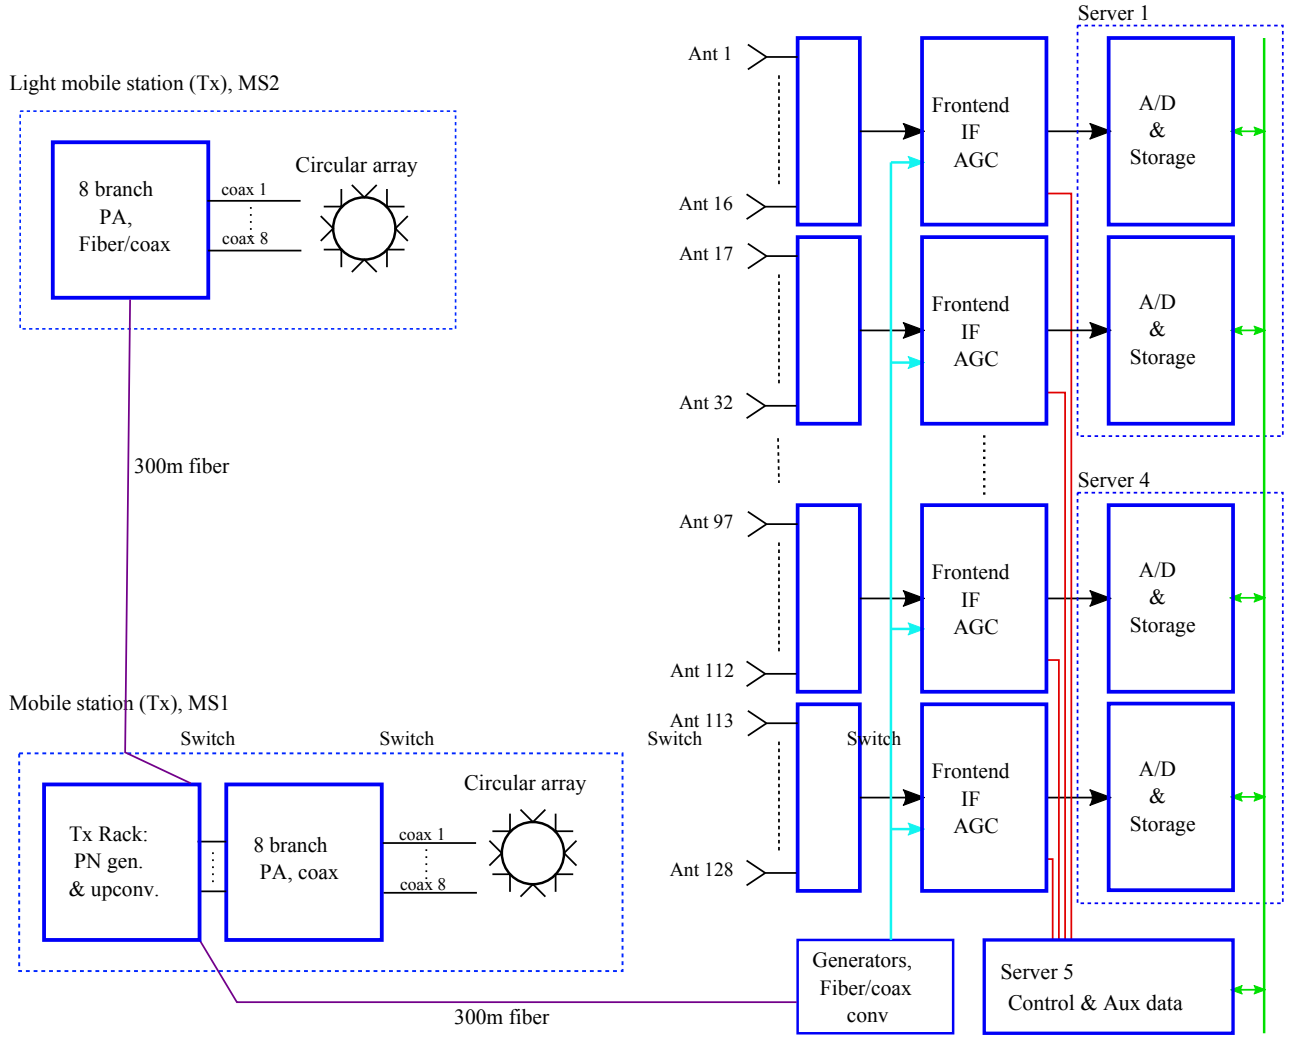 Light mobile station (Tx), MS2
8 branch
PA,
Fiber/coax
coax 1
coax 8
Circular array
300m fiber
Mobile station (Tx), MS1
Switch
Switch
Switch
Switch
Tx Rack:
PN gen.
& upconv.
8 branch
PA, coax
coax 1
coax 8
Circular array
300m fiber
Ant 1
Ant 16
Ant 17
Ant 32
Ant 97
Ant 112
Ant 113
Ant 128
Frontend
IF
AGC
Frontend
IF
AGC
Frontend
IF
AGC
Frontend
IF
AGC
Server 1
A/D
&
Storage
A/D
&
Storage
Server 4
A/D
&
Storage
A/D
&
Storage
Generators,
Fiber/coax
conv
Server 5
Control & Aux data